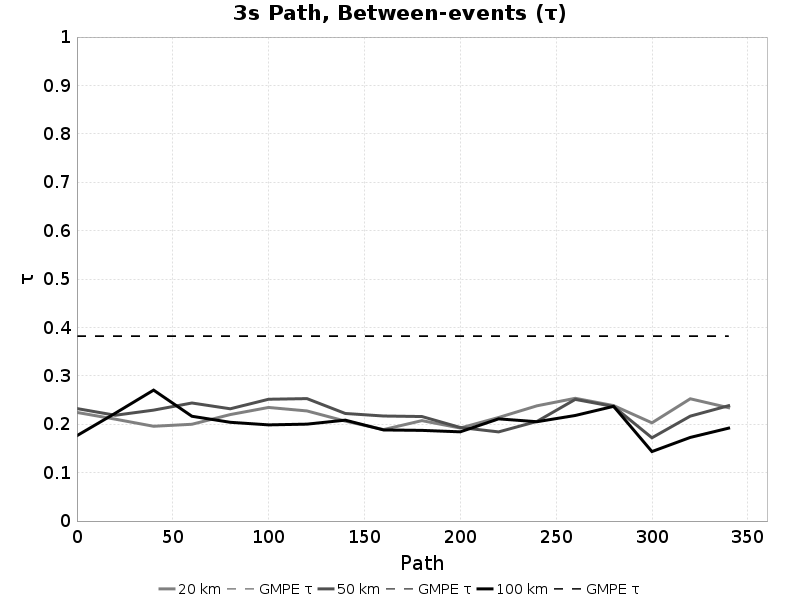 3s Path, Between-events (τ)
1
0.9
0.8
0.7
0.6
0.5
τ
0.4
0.3
0.2
0.1
0
0 50 100 150 200 250 300 350
Path
20 km GMPE τ 50 km GMPE τ 100 km GMPE τ